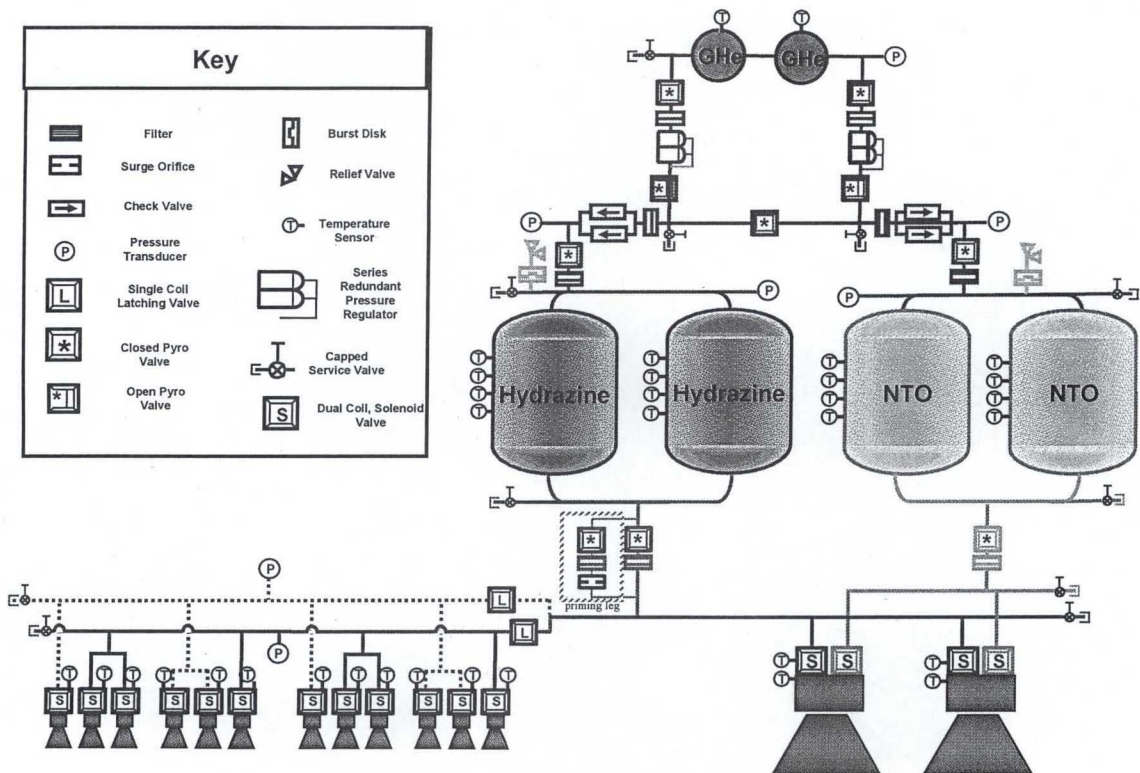 Key
Filter
Surge Orifice
Check Valve
P
Pressure
Transducer
L
Single Coil
Latching Valve
*
Closed Pyro
Valve
*
Open Pyro
Valve
Burst Disk
Relief Valve
T
Temperature
Sensor
Series
Redundant
Pressure
Regulator
Capped
Service Valve
S
Dual Coil, Solenoid
Valve
T T
GHe GHe P
* *
* *
P * P
* *
P P
T T T T
T Hydrazine T Hydrazine T NTO T NTO
T T T T
T T T T
* * *
priming leg
P
L
L
P
T T T T T T T T T T T T
S S S S S S S S S S S S
T S S T S S
T T